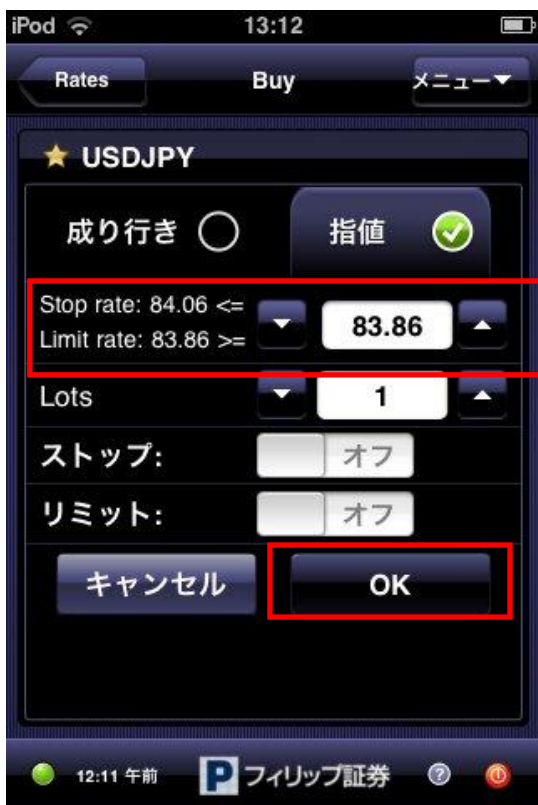 iPod 13:12
Rates Buy メニュー▼
USDJPY
成り行き 指値
Stop rate: 84.06 <=
Limit rate: 83.86 >=
83.86
Lots 1
ストップ: オフ
リミット: オフ
キャンセル OK
12:11 午前 P フィリップ証券 ?